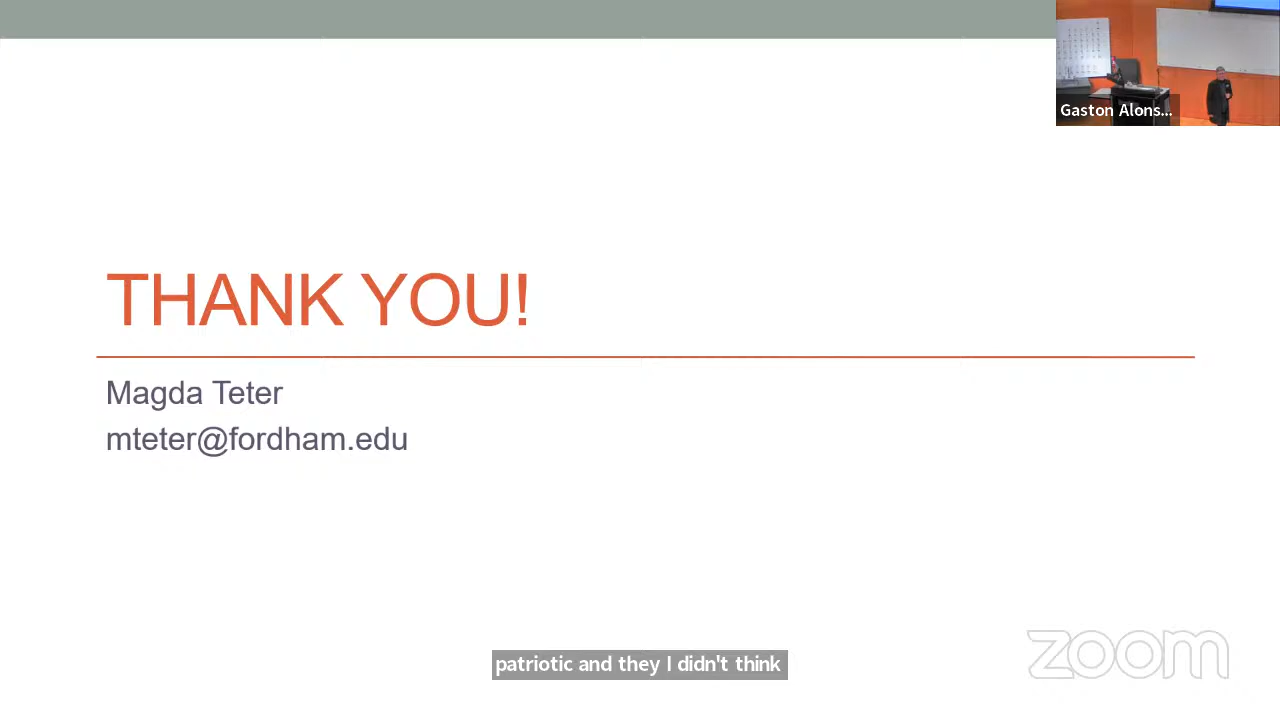 Gaston Alons...
THANK YOU!
Magda Teter
mteter@fordham.edu
patriotic and they I didn't think
zoom